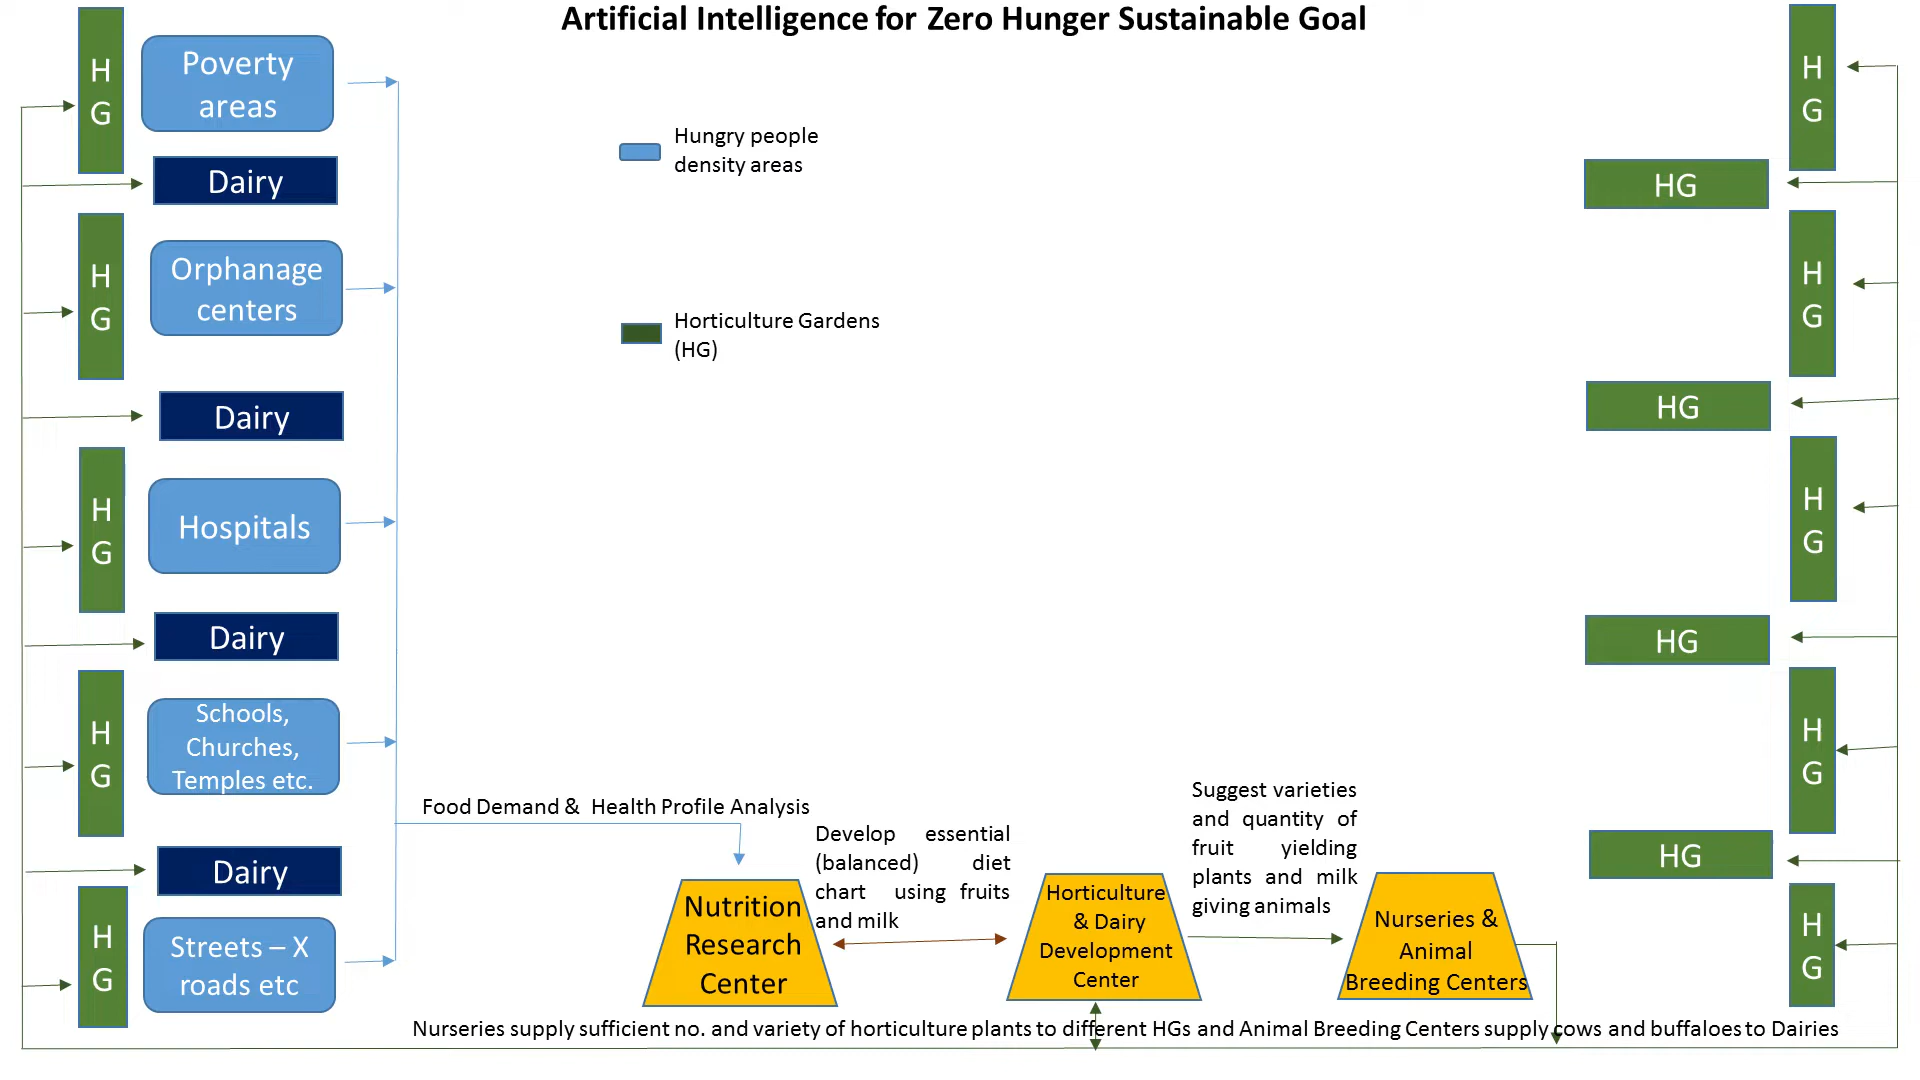 Artificial Intelligence for Zero Hunger Sustainable Goal
H
G
Poverty
areas
Dairy
H
G
Orphanage
centers
Dairy
H
G
Hospitals
Dairy
H
G
Schools,
Churches,
Temples etc.
Dairy
H
G
Streets – X
roads etc
Hungry people
density areas
Horticulture Gardens
(HG)
Food Demand & Health Profile Analysis
Nutrition
Research
Center
Develop essential
(balanced) diet
chart using fruits
and milk
Horticulture
& Dairy
Development
Center
Suggest varieties
and quantity of
fruit yielding
plants and milk
giving animals
Nurseries &
Animal
Breeding Centers
H
G
HG
H
G
HG
H
G
HG
H
G
HG
H
G
Nurseries supply sufficient no. and variety of horticulture plants to different HGs and Animal Breeding Centers supply cows and buffaloes to Dairies